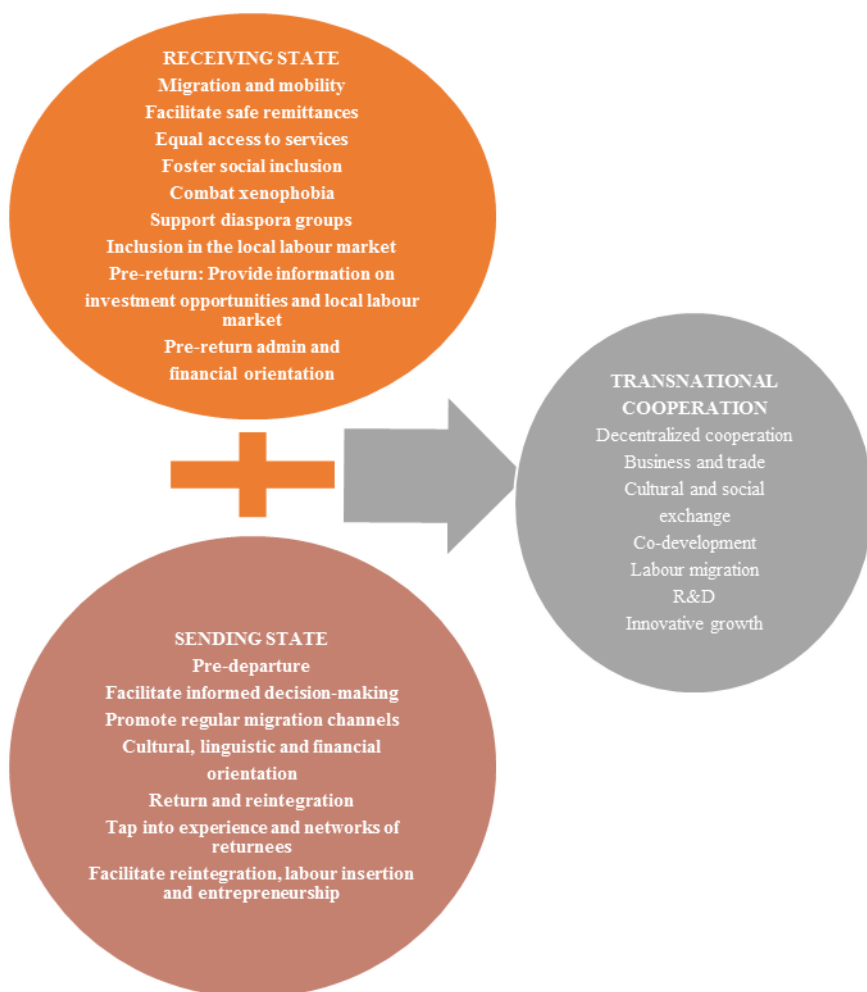 RECEIVING STATE
Migration and mobility
Facilitate safe remittances
Equal access to services
Foster social inclusion
Combat xenophobia
Support diaspora groups
Inclusion in the local labour market
Pre-return: Provide information on
investment opportunities and local labour
market
Pre-return admin and
financial orientation
SENDING STATE
Pre-departure
Facilitate informed decision-making
Promote regular migration channels
Cultural, linguistic and financial
orientation
Return and reintegration
Tap into experience and networks of
returnees
Facilitate reintegration, labour insertion
and entrepreneurship
TRANSNATIONAL
COOPERATION
Decentralized cooperation
Business and trade
Cultural and social
exchange
Co-development
Labour migration
R&D
Innovative growth